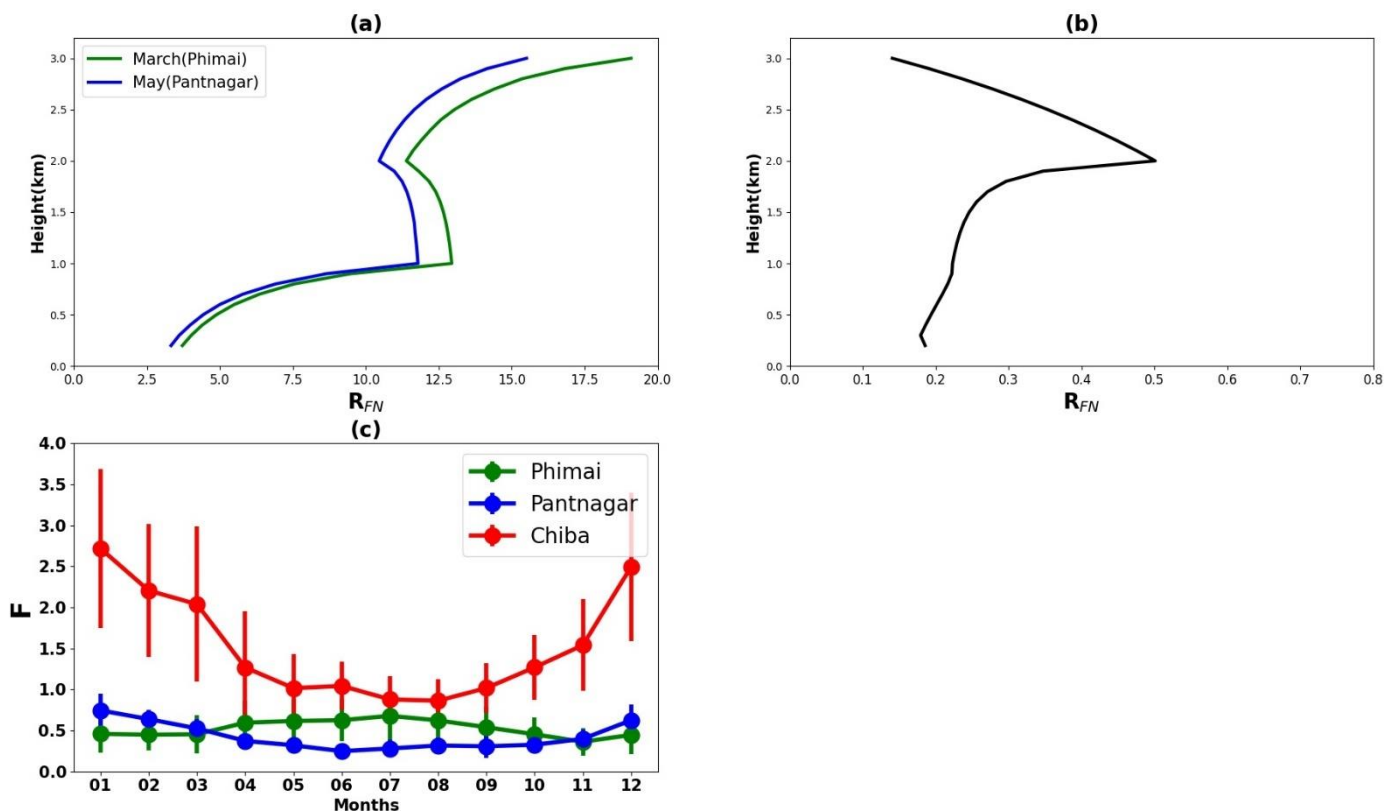 (a)
March(Phimai)
May(Pantnagar)
Height(km)
3.0
2.5
2.0
1.5
1.0
0.5
0.0
0.0 2.5 5.0 7.5 10.0 12.5 15.0 17.5 20.0
R_FN
(b)
Height(km)
3.0
2.5
2.0
1.5
1.0
0.5
0.0
0.0 0.1 0.2 0.3 0.4 0.5 0.6 0.7 0.8
R_FN
(c)
Phimai
Pantnagar
Chiba
F
4.0
3.5
3.0
2.5
2.0
1.5
1.0
0.5
0.0
01 02 03 04 05 06 07 08 09 10 11 12
Months